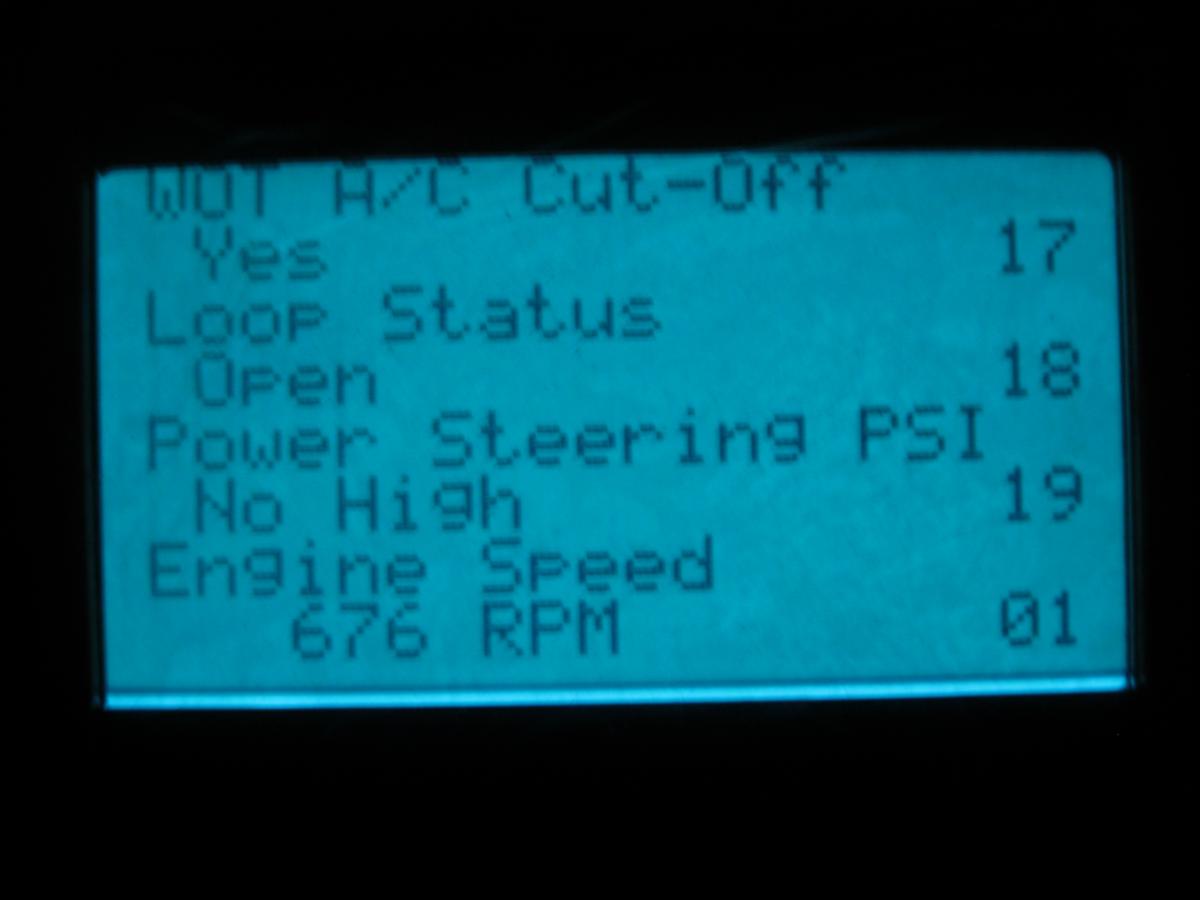 WOT A/C Cut-Off
Yes 17
Loop Status
Open 18
Power Steering PSI
No High 19
Engine Speed
676 RPM 01